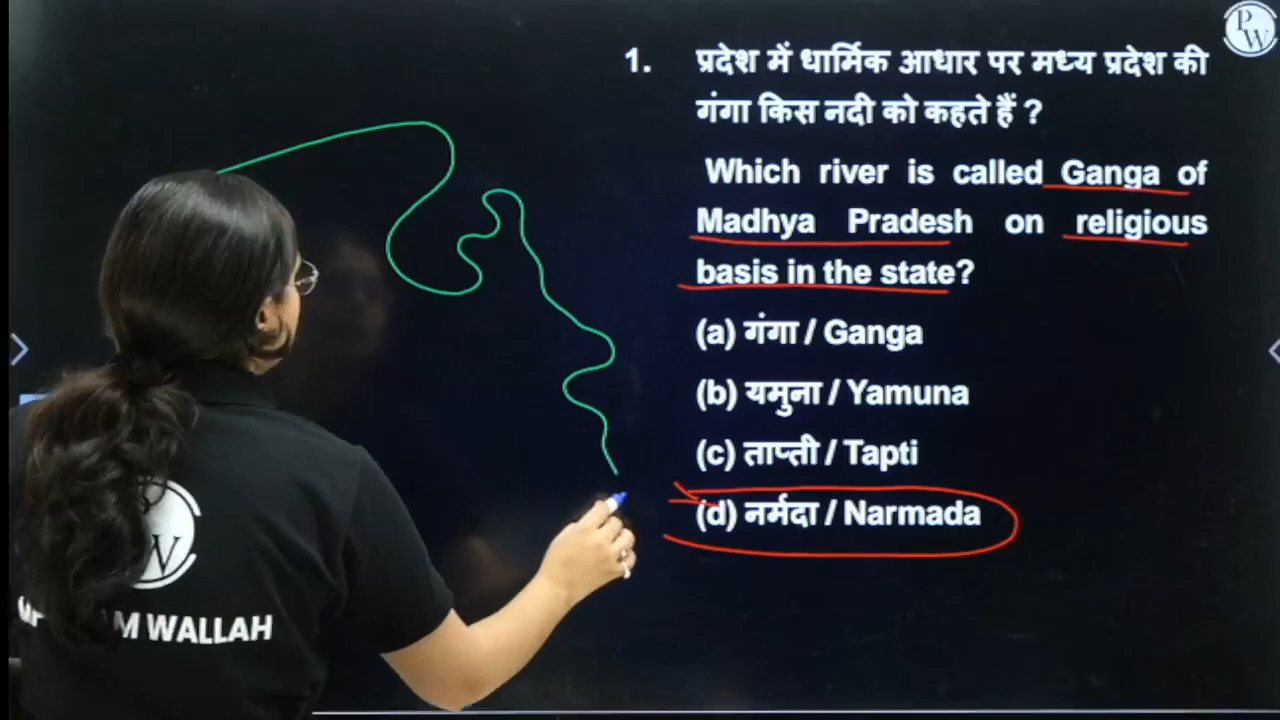 PW
1. प्रदेश में धार्मिक आधार पर मध्य प्रदेश की
गंगा किस नदी को कहते हैं ?
Which river is called Ganga of
Madhya Pradesh on religious
basis in the state?
(a) गंगा / Ganga
(b) यमुना / Yamuna
(c) ताप्ती / Tapti
(d) नर्मदा / Narmada
W
WALLAH